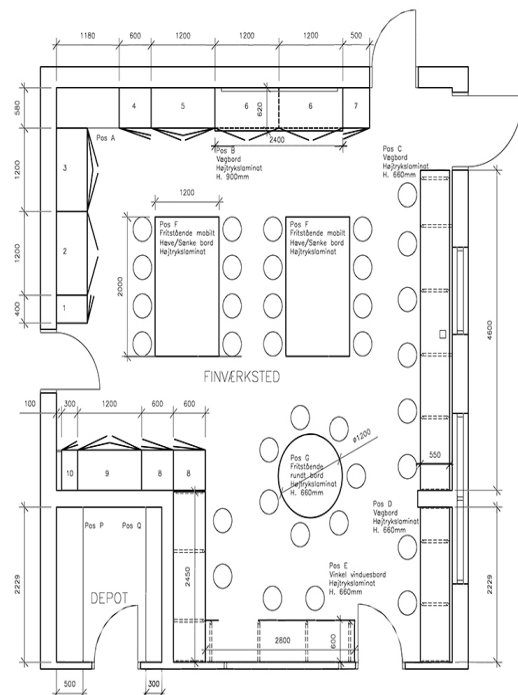 1180 600 1200 1200 1200 500
580
4 5 6 6 7
620
2400
Pos A
Pos B
Vægbord
Højtrykslaminat
H. 900mm
Pos C
Vægbord
Højtrykslaminat
H. 660mm
3
1200
2
1200
1
400
1200
2000
Pos F
Fritstående mobilt
Hæve/Sænke bord
Højtrykslaminat
Pos F
Fritstående mobilt
Hæve/Sænke bord
Højtrykslaminat
4600
FINVÆRKSTED
100 300 1200 600 600
10 9 8 8
ø1200
Pos G
Fritstående
rundt bord
Højtrykslaminat
H. 660mm
550
Pos D
Vægbord
Højtrykslaminat
H. 660mm
Pos P Pos Q
2229
2450
2229
Pos E
Vinkel vinduesbord
Højtrykslaminat
H. 660mm
DEPOT
2800
600
500 300